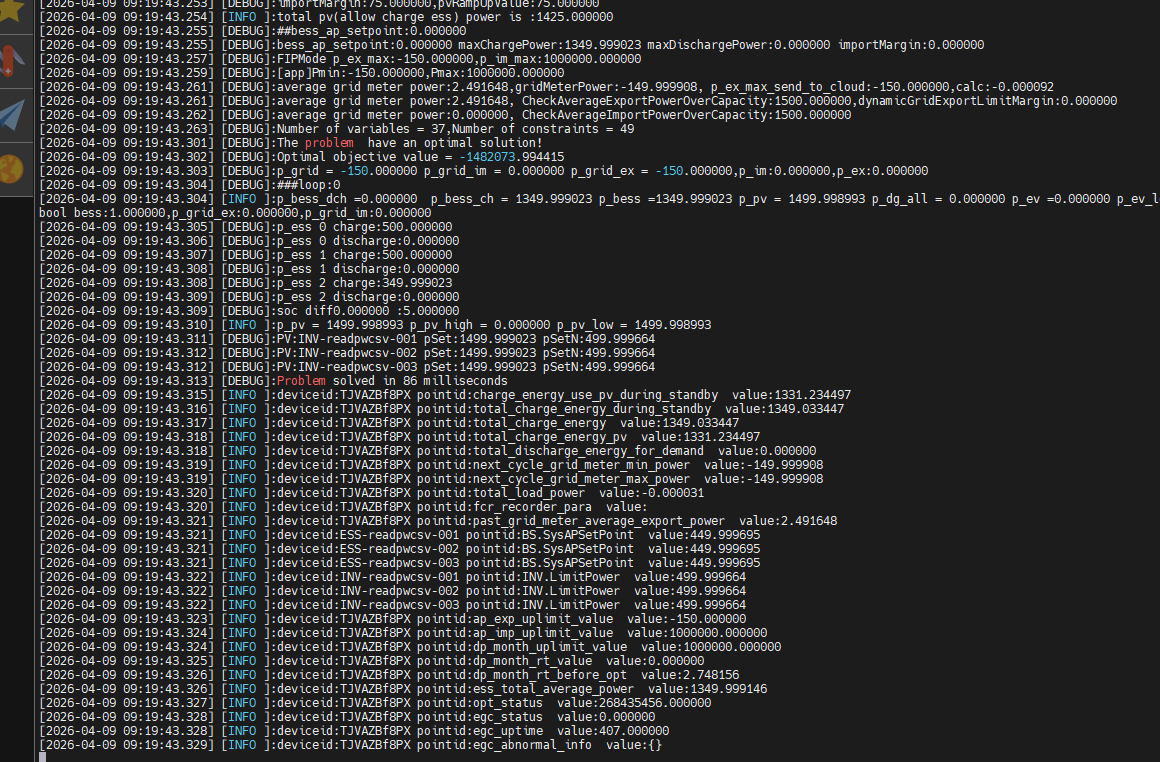 [2026-04-09 09:19:43.253] [DEBUG]:importMargin:75.000000,pvRampUpValue:75.000000
[2026-04-09 09:19:43.254] [INFO ]:total pv(allow charge ess) power is :1425.000000
[2026-04-09 09:19:43.255] [DEBUG]:##bess_ap_setpoint:0.000000
[2026-04-09 09:19:43.255] [DEBUG]:bess_ap_setpoint:0.000000 maxChargePower:1349.999023 maxDischargePower:0.000000 importMargin:0.000000
[2026-04-09 09:19:43.257] [DEBUG]:FIPMode p_ex_max:-150.000000,p_im_max:1000000.000000
[2026-04-09 09:19:43.259] [DEBUG]:[app]Pmin:-150.000000,Pmax:1000000.000000
[2026-04-09 09:19:43.261] [DEBUG]:average grid meter power:2.491648,gridMeterPower:-149.999908, p_ex_max_send_to_cloud:-150.000000,calc:-0.000092
[2026-04-09 09:19:43.261] [DEBUG]:average grid meter power:2.491648, CheckAverageExportPowerOverCapacity:1500.000000,dynamicGridExportLimitMargin:0.000000
[2026-04-09 09:19:43.262] [DEBUG]:average grid meter power:0.000000, CheckAverageImportPowerOverCapacity:1500.000000
[2026-04-09 09:19:43.263] [DEBUG]:Number of variables = 37,Number of constraints = 49
[2026-04-09 09:19:43.301] [DEBUG]:The problem  have an optimal solution!
[2026-04-09 09:19:43.302] [DEBUG]:Optimal objective value = -1482073.994415
[2026-04-09 09:19:43.303] [DEBUG]:p_grid = -150.000000 p_grid_im = 0.000000 p_grid_ex = -150.000000,p_im:0.000000,p_ex:0.000000
[2026-04-09 09:19:43.304] [DEBUG]:###loop:0
[2026-04-09 09:19:43.304] [INFO ]:p_bess_dch =0.000000  p_bess_ch = 1349.999023 p_bess =1349.999023 p_pv = 1499.998993 p_dg_all = 0.000000 p_ev =0.000000 p_ev_l
bool bess:1.000000,p_grid_ex:0.000000,p_grid_im:0.000000
[2026-04-09 09:19:43.305] [DEBUG]:p_ess 0 charge:500.000000
[2026-04-09 09:19:43.306] [DEBUG]:p_ess 0 discharge:0.000000
[2026-04-09 09:19:43.307] [DEBUG]:p_ess 1 charge:500.000000
[2026-04-09 09:19:43.308] [DEBUG]:p_ess 1 discharge:0.000000
[2026-04-09 09:19:43.308] [DEBUG]:p_ess 2 charge:349.999023
[2026-04-09 09:19:43.309] [DEBUG]:p_ess 2 discharge:0.000000
[2026-04-09 09:19:43.309] [DEBUG]:soc diff0.000000 :5.000000
[2026-04-09 09:19:43.310] [INFO ]:p_pv = 1499.998993 p_pv_high = 0.000000 p_pv_low = 1499.998993
[2026-04-09 09:19:43.311] [DEBUG]:PV:INV-readpwcsv-001 pSet:1499.999023 pSetN:499.999664
[2026-04-09 09:19:43.312] [DEBUG]:PV:INV-readpwcsv-002 pSet:1499.999023 pSetN:499.999664
[2026-04-09 09:19:43.312] [DEBUG]:PV:INV-readpwcsv-003 pSet:1499.999023 pSetN:499.999664
[2026-04-09 09:19:43.313] [DEBUG]:Problem solved in 86 milliseconds
[2026-04-09 09:19:43.315] [INFO ]:deviceid:TJVAZBf8PX pointid:charge_energy_use_pv_during_standby  value:1331.234497
[2026-04-09 09:19:43.316] [INFO ]:deviceid:TJVAZBf8PX pointid:total_charge_energy_during_standby  value:1349.033447
[2026-04-09 09:19:43.317] [INFO ]:deviceid:TJVAZBf8PX pointid:total_charge_energy  value:1349.033447
[2026-04-09 09:19:43.318] [INFO ]:deviceid:TJVAZBf8PX pointid:total_charge_energy_pv  value:1331.234497
[2026-04-09 09:19:43.318] [INFO ]:deviceid:TJVAZBf8PX pointid:total_discharge_energy_for_demand  value:0.000000
[2026-04-09 09:19:43.319] [INFO ]:deviceid:TJVAZBf8PX pointid:next_cycle_grid_meter_min_power  value:-149.999908
[2026-04-09 09:19:43.319] [INFO ]:deviceid:TJVAZBf8PX pointid:next_cycle_grid_meter_max_power  value:-149.999908
[2026-04-09 09:19:43.320] [INFO ]:deviceid:TJVAZBf8PX pointid:total_load_power  value:-0.000031
[2026-04-09 09:19:43.320] [INFO ]:deviceid:TJVAZBf8PX pointid:fcr_recorder_para  value:
[2026-04-09 09:19:43.321] [INFO ]:deviceid:TJVAZBf8PX pointid:past_grid_meter_average_export_power  value:2.491648
[2026-04-09 09:19:43.321] [INFO ]:deviceid:ESS-readpwcsv-001 pointid:BS.SysAPSetPoint  value:449.999695
[2026-04-09 09:19:43.321] [INFO ]:deviceid:ESS-readpwcsv-002 pointid:BS.SysAPSetPoint  value:449.999695
[2026-04-09 09:19:43.321] [INFO ]:deviceid:ESS-readpwcsv-003 pointid:BS.SysAPSetPoint  value:449.999695
[2026-04-09 09:19:43.322] [INFO ]:deviceid:INV-readpwcsv-001 pointid:INV.LimitPower  value:499.999664
[2026-04-09 09:19:43.322] [INFO ]:deviceid:INV-readpwcsv-002 pointid:INV.LimitPower  value:499.999664
[2026-04-09 09:19:43.322] [INFO ]:deviceid:INV-readpwcsv-003 pointid:INV.LimitPower  value:499.999664
[2026-04-09 09:19:43.323] [INFO ]:deviceid:TJVAZBf8PX pointid:ap_exp_uplimit_value  value:-150.000000
[2026-04-09 09:19:43.324] [INFO ]:deviceid:TJVAZBf8PX pointid:ap_imp_uplimit_value  value:1000000.000000
[2026-04-09 09:19:43.324] [INFO ]:deviceid:TJVAZBf8PX pointid:dp_month_uplimit_value  value:1000000.000000
[2026-04-09 09:19:43.325] [INFO ]:deviceid:TJVAZBf8PX pointid:dp_month_rt_value  value:0.000000
[2026-04-09 09:19:43.326] [INFO ]:deviceid:TJVAZBf8PX pointid:dp_month_rt_before_opt  value:2.748156
[2026-04-09 09:19:43.326] [INFO ]:deviceid:TJVAZBf8PX pointid:ess_total_average_power  value:1349.999146
[2026-04-09 09:19:43.327] [INFO ]:deviceid:TJVAZBf8PX pointid:opt_status  value:268435456.000000
[2026-04-09 09:19:43.328] [INFO ]:deviceid:TJVAZBf8PX pointid:egc_status  value:0.000000
[2026-04-09 09:19:43.328] [INFO ]:deviceid:TJVAZBf8PX pointid:egc_uptime  value:407.000000
[2026-04-09 09:19:43.329] [INFO ]:deviceid:TJVAZBf8PX pointid:egc_abnormal_info  value:{}